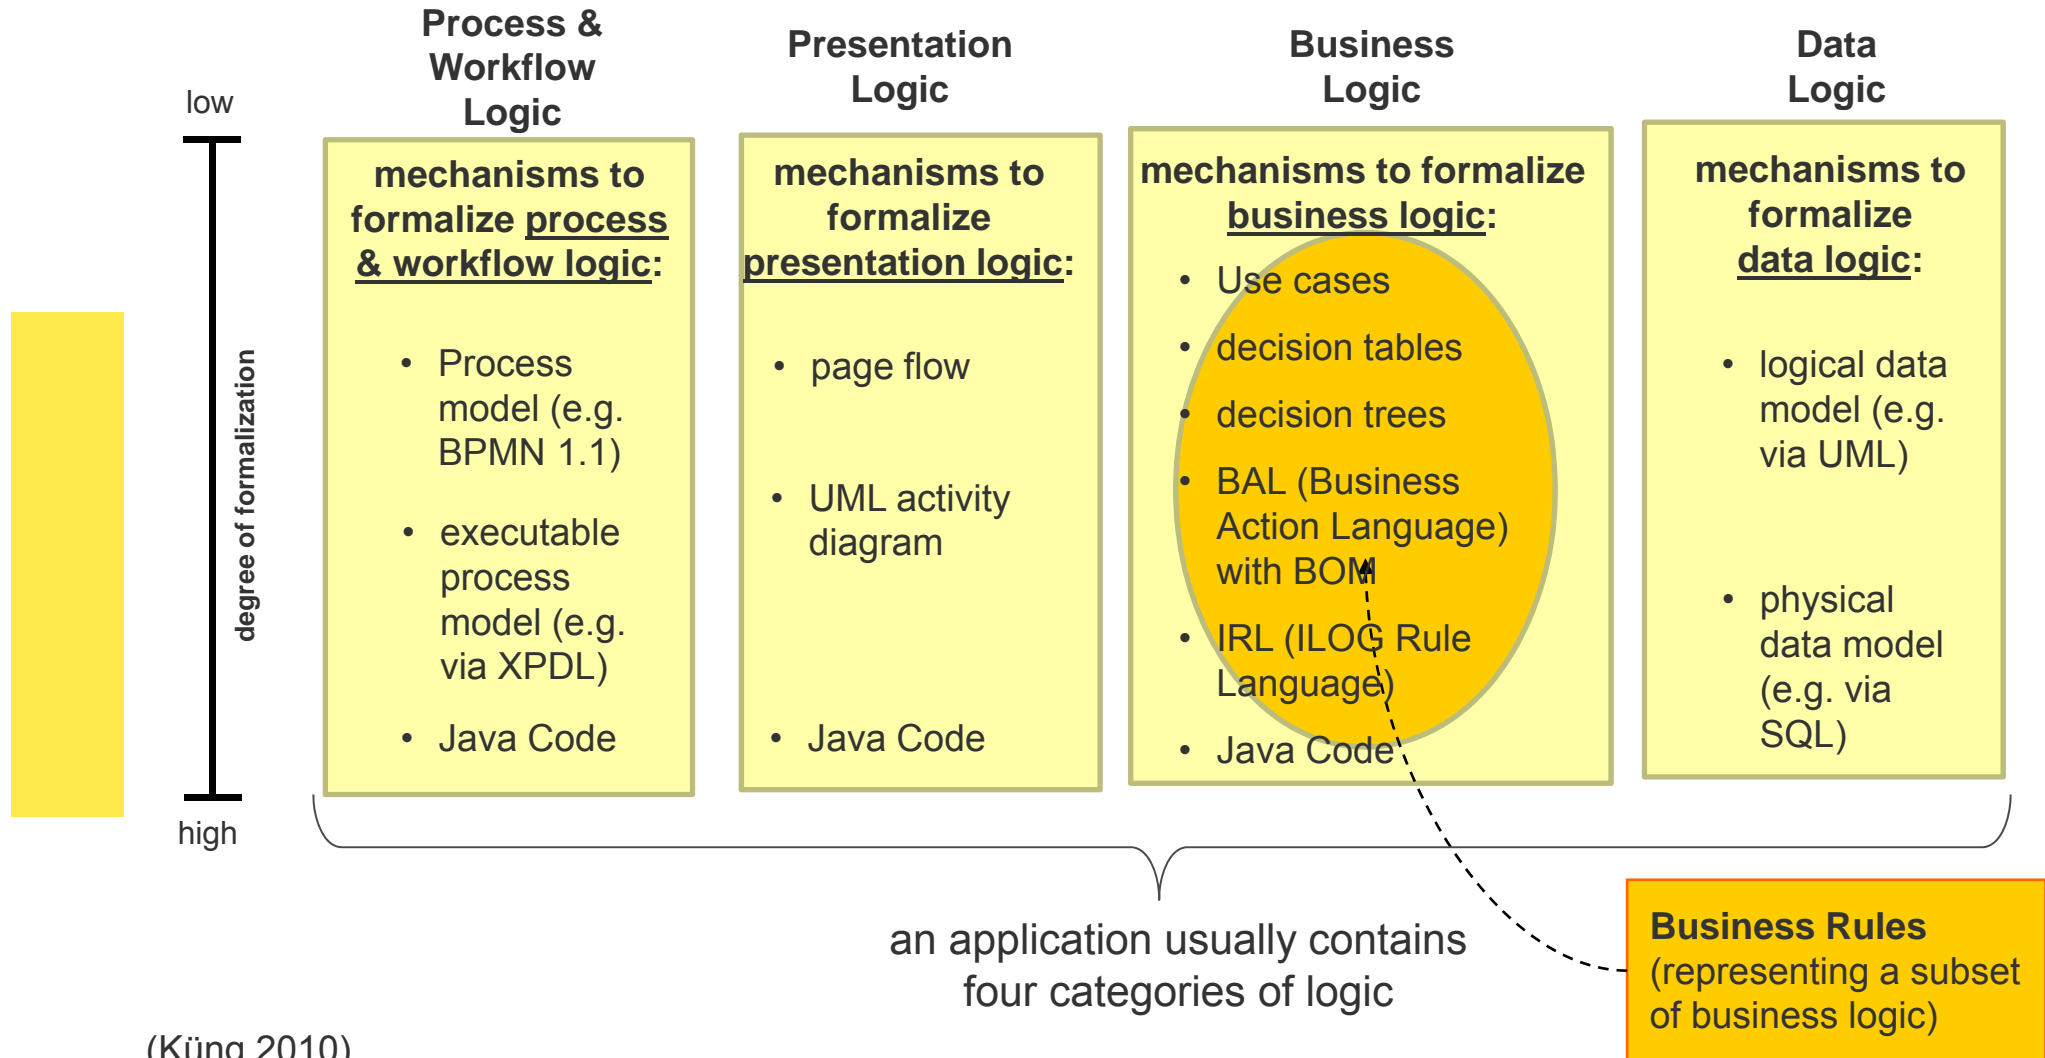 Process &
Workflow
Logic
Presentation
Logic
Business
Logic
Data
Logic
low
degree of formalization
high
mechanisms to
formalize process
& workflow logic:
• Process
model (e.g.
BPMN 1.1)
• executable
process
model (e.g.
via XPDL)
• Java Code
mechanisms to
formalize
presentation logic:
• page flow
• UML activity
diagram
• Java Code
mechanisms to formalize
business logic:
• Use cases
• decision tables
• decision trees
• BAL (Business
Action Language)
with BOM
• IRL (ILOG Rule
Language)
• Java Code
mechanisms to
formalize
data logic:
• logical data
model (e.g.
via UML)
• physical
data model
(e.g. via
SQL)
an application usually contains
four categories of logic
Business Rules
(representing a subset
of business logic)
(Küng 2010)